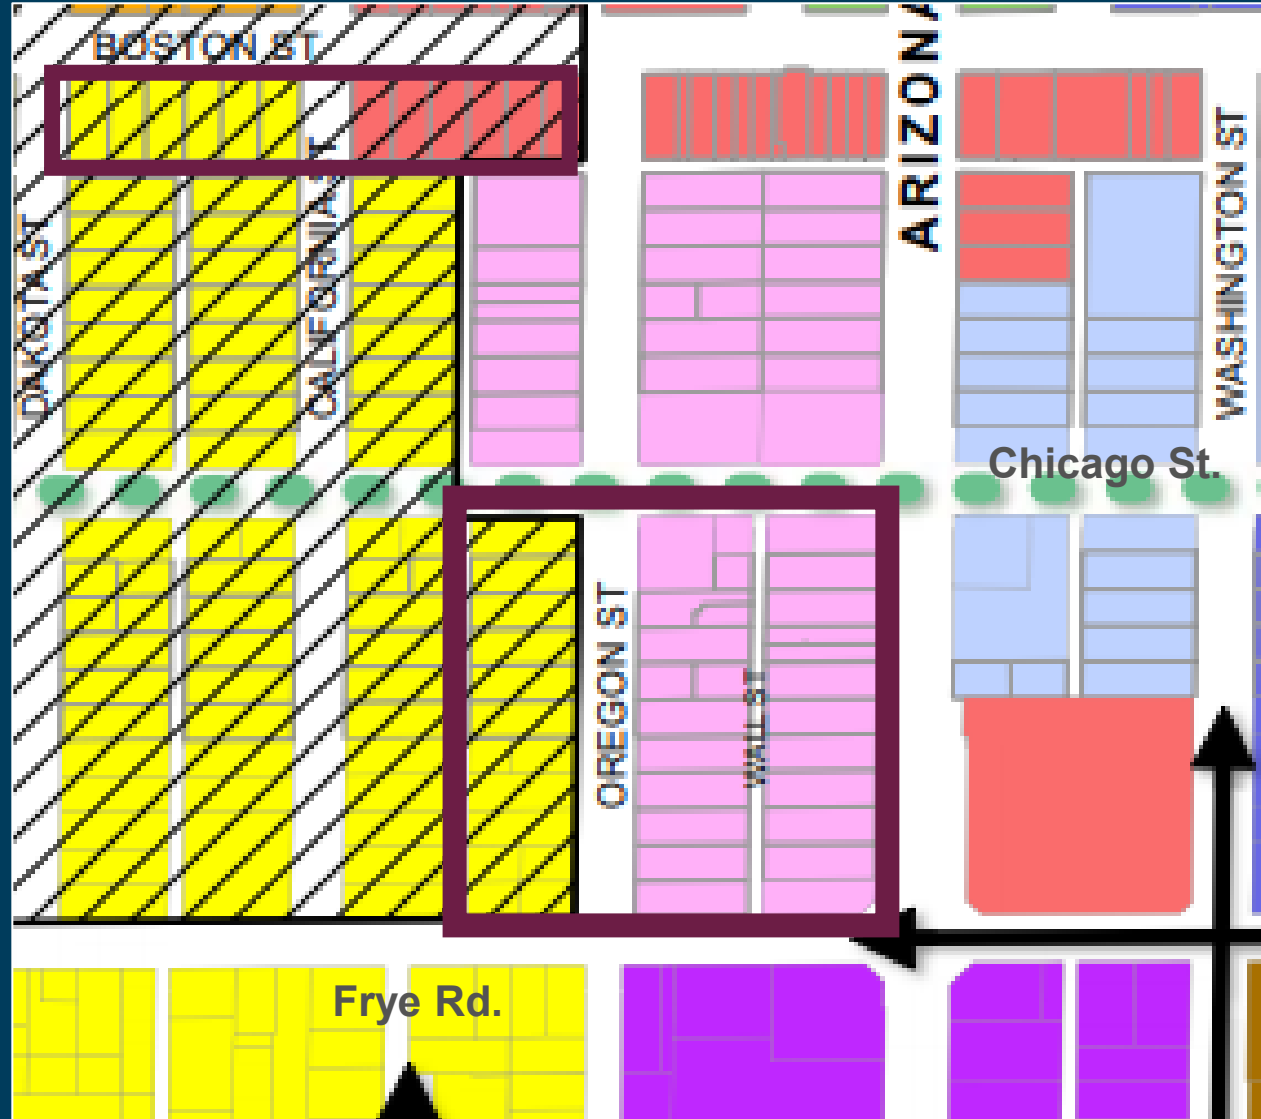 BOSTON ST
ARIZONA
DAKOTA ST
CALIFORNIA ST
WASHINGTON ST
Chicago St.
OREGON ST
WALL ST
Frye Rd.